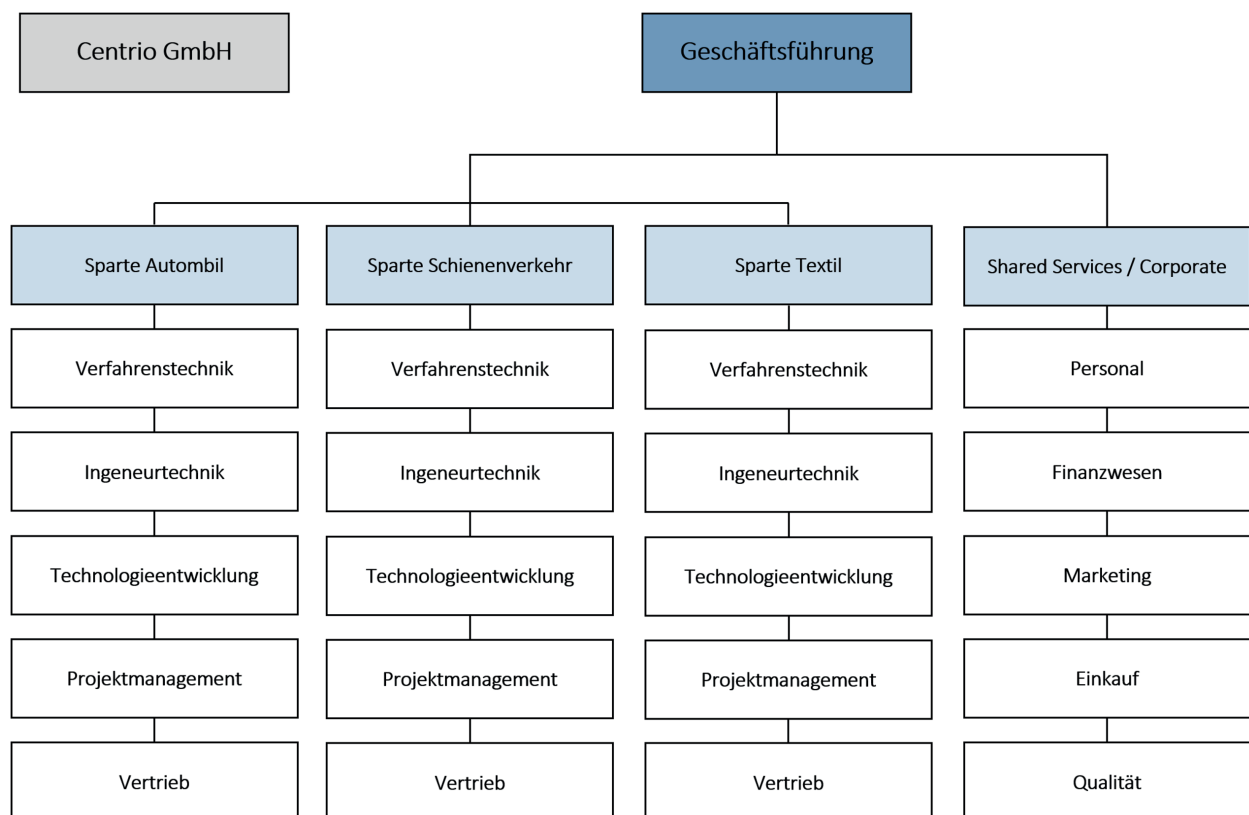 Centrio GmbH
Geschäftsführung
Sparte Autombil
Sparte Schienenverkehr
Sparte Textil
Shared Services / Corporate
Verfahrenstechnik
Verfahrenstechnik
Verfahrenstechnik
Personal
Ingeneurtechnik
Ingeneurtechnik
Ingeneurtechnik
Finanzwesen
Technologieentwicklung
Technologieentwicklung
Technologieentwicklung
Marketing
Projektmanagement
Projektmanagement
Projektmanagement
Einkauf
Vertrieb
Vertrieb
Vertrieb
Qualität